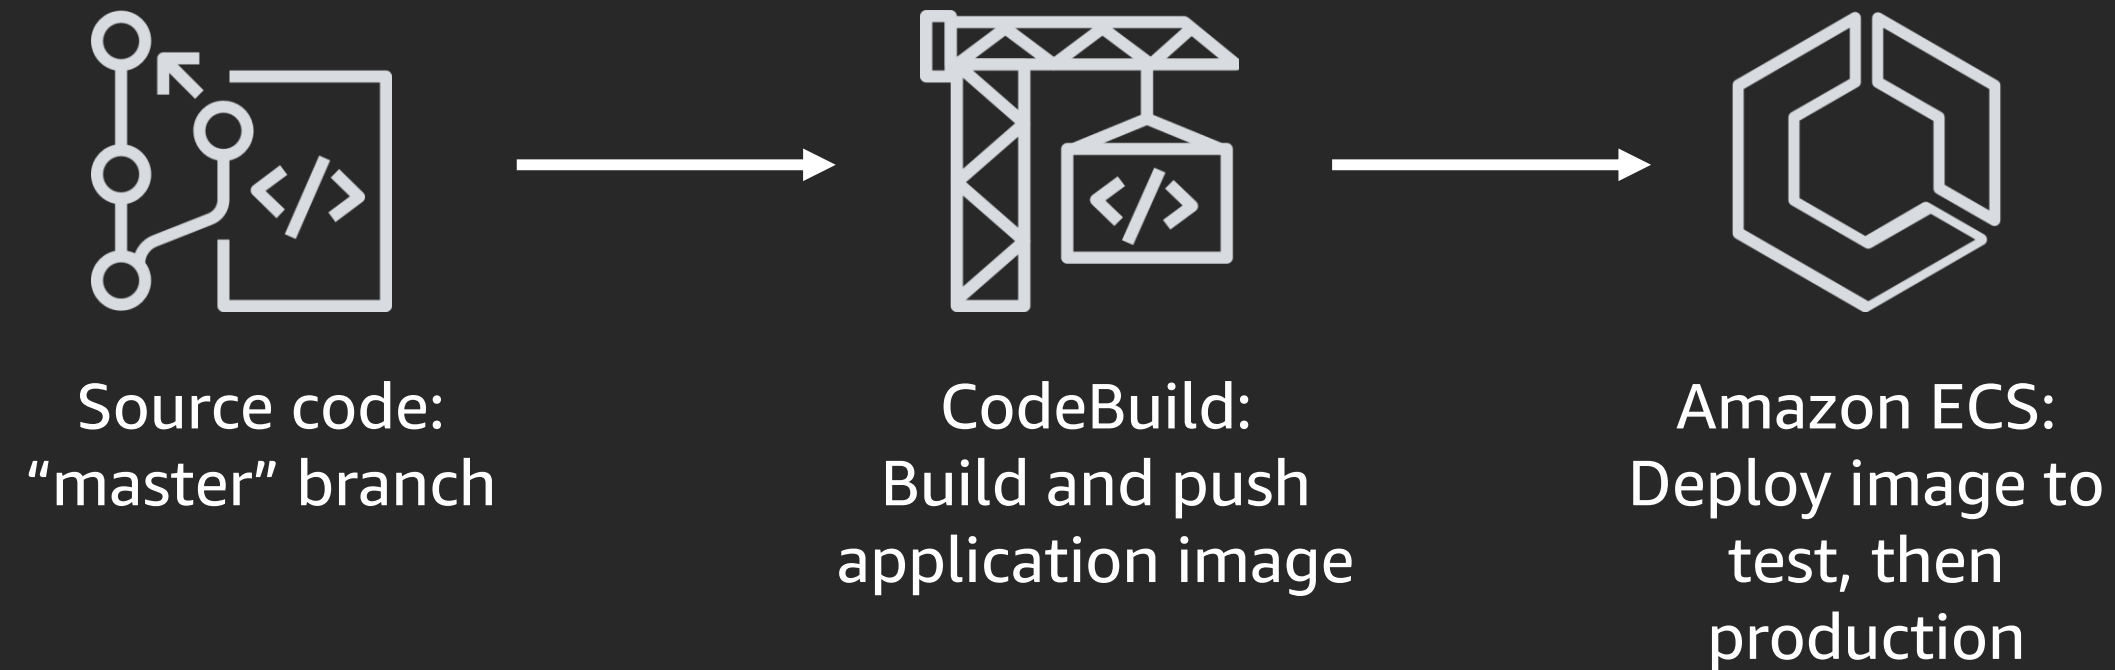 </>
</>
Source code:
“master” branch
CodeBuild:
Build and push
application image
Amazon ECS:
Deploy image to
test, then
production